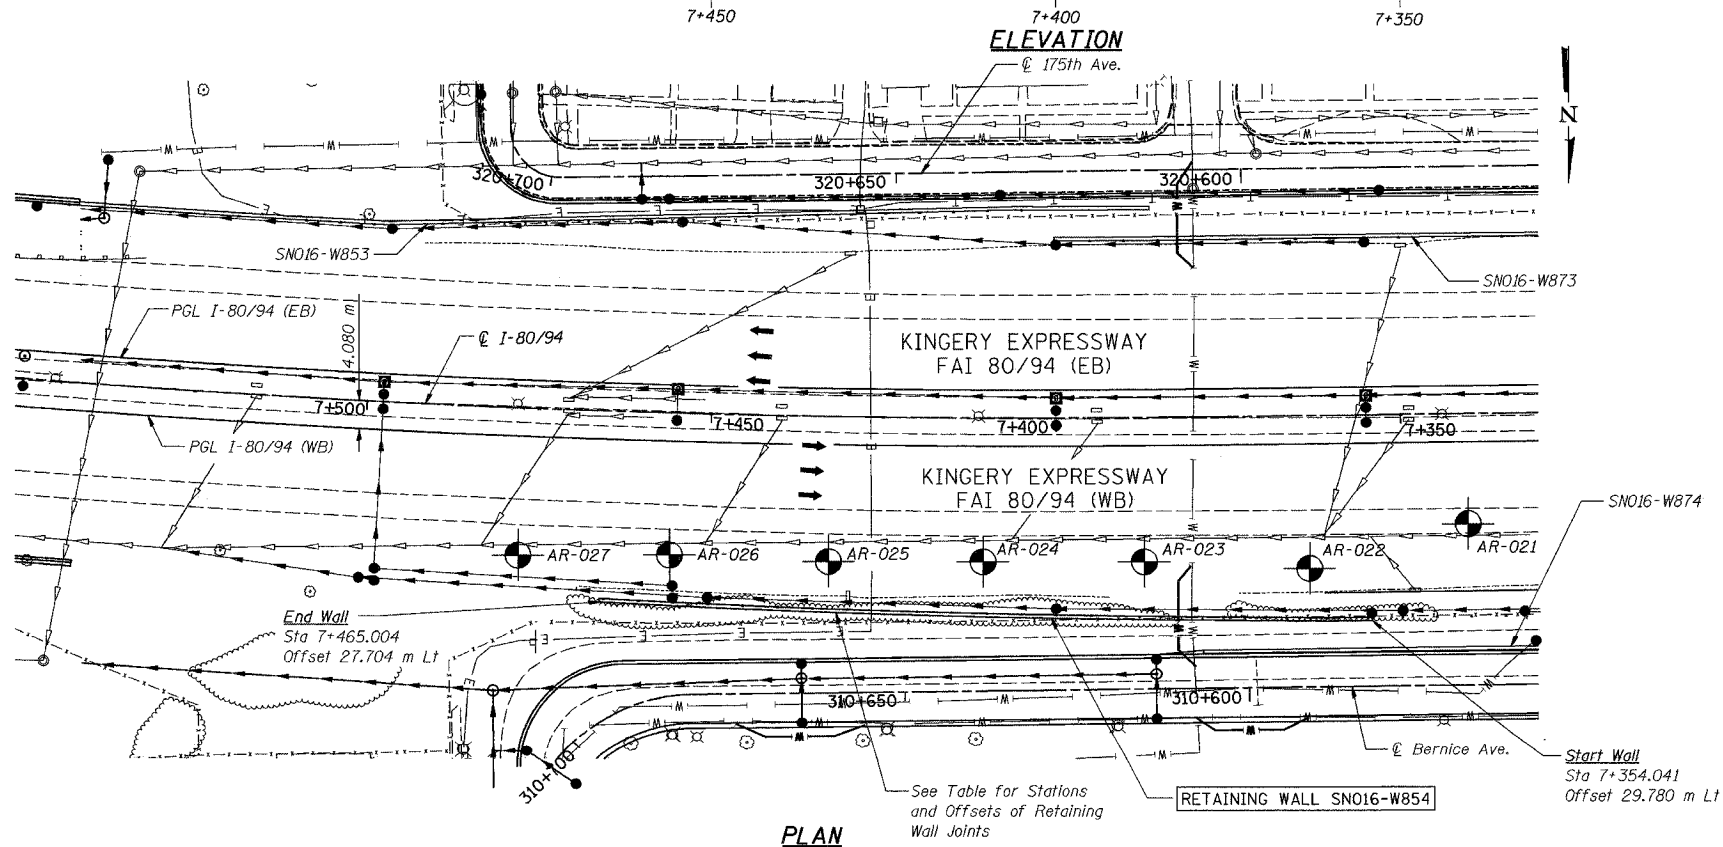 7+450
7+400
7+350
ELEVATION
℄ 175th Ave.
N
320+700
320+650
320+600
SN016-W853
SN016-W873
PGL I-80/94 (EB)
4.080 m
℄ I-80/94
KINGERY EXPRESSWAY
FAI 80/94 (EB)
7+500
7+450
7+400
7+350
PGL I-80/94 (WB)
KINGERY EXPRESSWAY
FAI 80/94 (WB)
SN016-W874
AR-027
AR-026
AR-025
AR-024
AR-023
AR-022
AR-021
End Wall
Sta 7+465.004
Offset 27.704 m Lt
310+650
310+600
310+700
℄ Bernice Ave.
Start Wall
Sta 7+354.041
Offset 29.780 m Lt
See Table for Stations
and Offsets of Retaining
Wall Joints
RETAINING WALL SN016-W854
PLAN